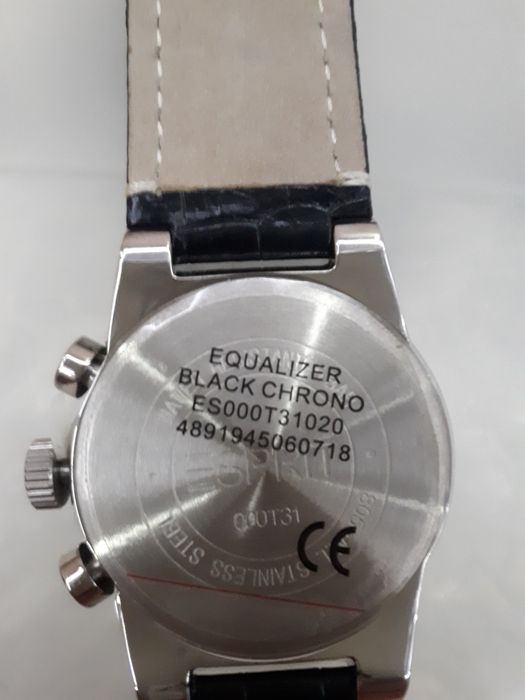 EQUALIZER
BLACK CHRONO
ES000T31020
4891945060718
ESPRIT
000T31
CE
STAINLESS STEEL